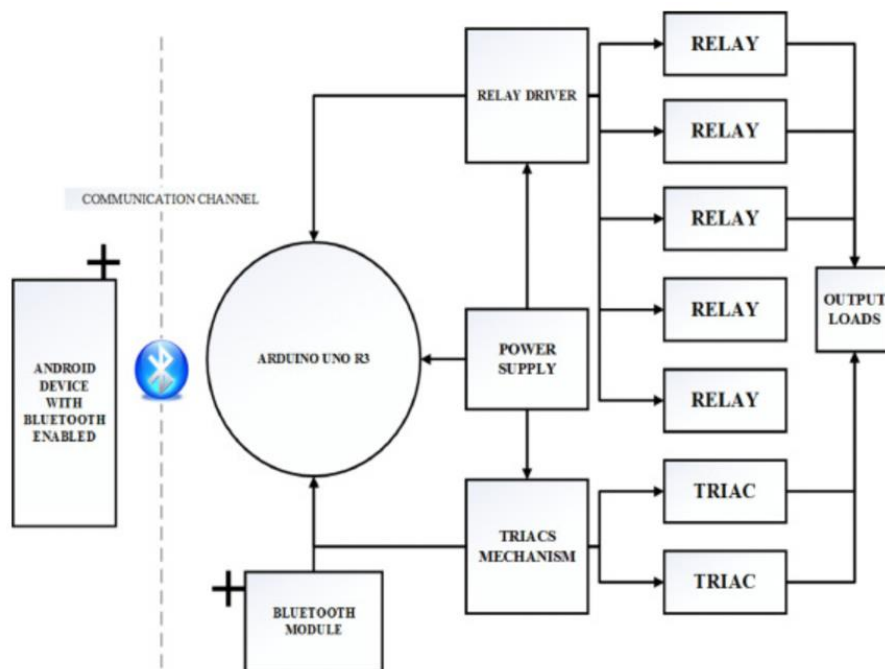 RELAY
RELAY DRIVER
RELAY
COMMUNICATION CHANNEL
RELAY
ANDROID
DEVICE
WITH
BLUETOOTH
ENABLED
ARDUINO UNO R3
POWER
SUPPLY
RELAY
OUTPUT
LOADS
RELAY
TRIACS
MECHANISM
TRIAC
TRIAC
BLUETOOTH
MODULE